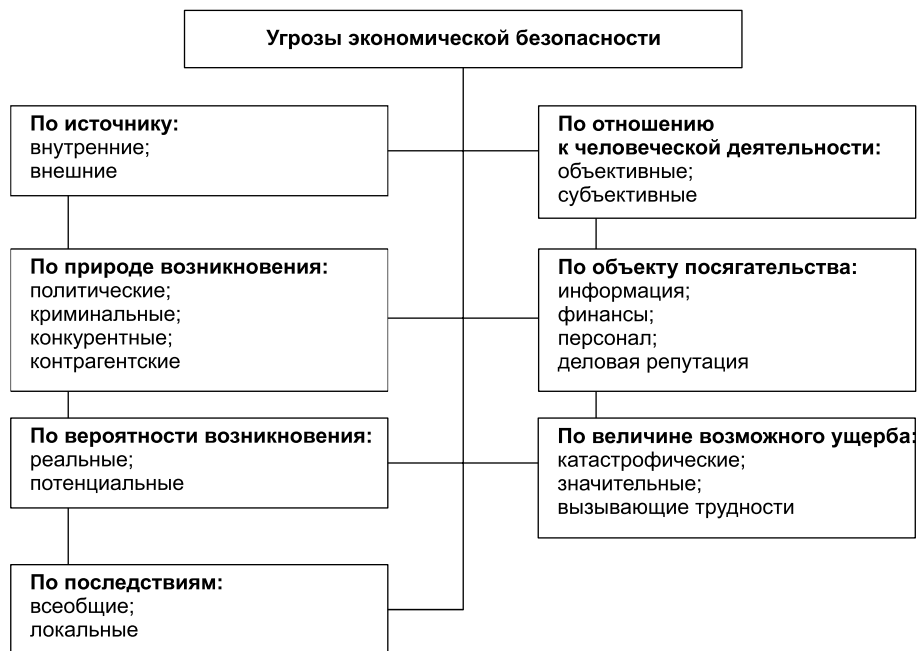 Угрозы экономической безопасности
По источнику:
внутренние;
внешние
По природе возникновения:
политические;
криминальные;
конкурентные;
контрагентские
По вероятности возникновения:
реальные;
потенциальные
По последствиям:
всеобщие;
локальные
По отношению
к человеческой деятельности:
объективные;
субъективные
По объекту посягательства:
информация;
финансы;
персонал;
деловая репутация
По величине возможного ущерба:
катастрофические;
значительные;
вызывающие трудности